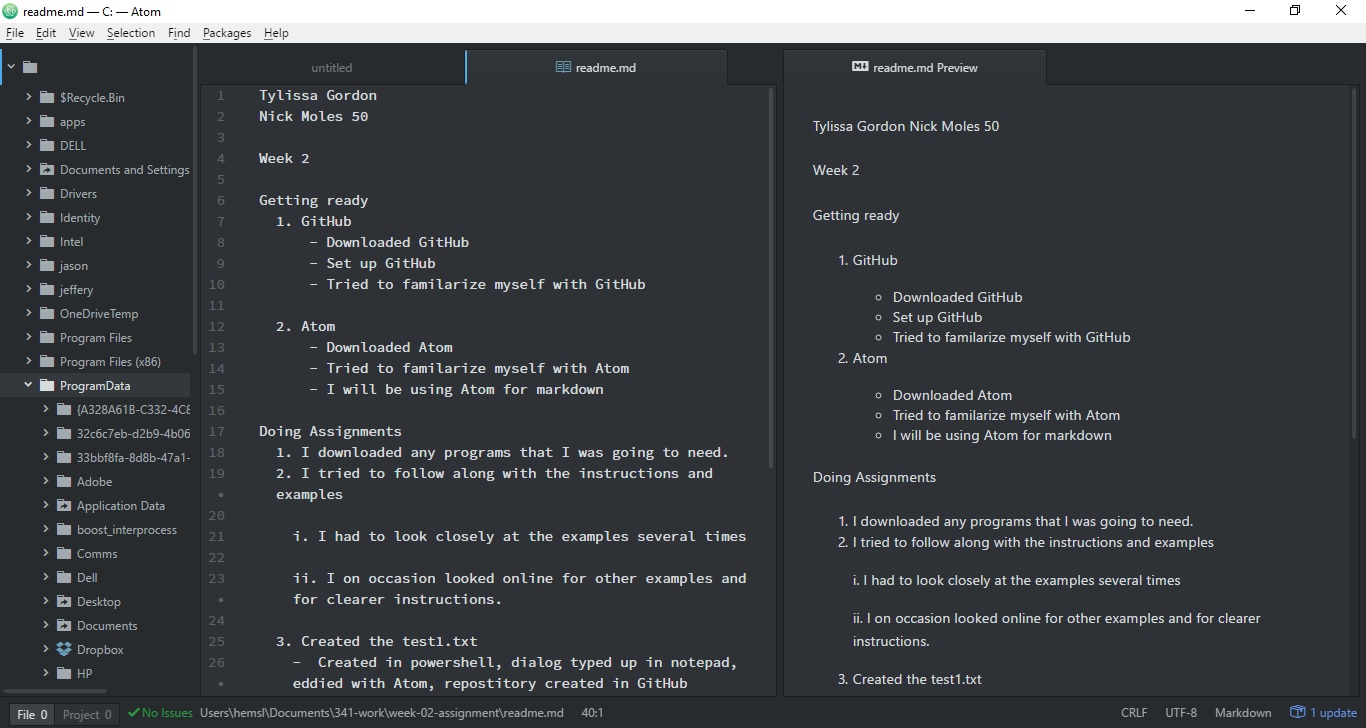 readme.md — C: — Atom
File Edit View Selection Find Packages Help
untitled
readme.md
readme.md Preview
$Recycle.Bin
apps
DELL
Documents and Settings
Drivers
Identity
Intel
jason
jeffery
OneDriveTemp
Program Files
Program Files (x86)
ProgramData
{A328A61B-C332-4C8
32c6c7eb-d2b9-4b06
33bbf8fa-8d8b-47a1-
Adobe
Application Data
boost_interprocess
Comms
Dell
Desktop
Documents
Dropbox
HP
1 Tylissa Gordon
2 Nick Moles 50
3
4 Week 2
5
6 Getting ready
7 1. GitHub
8 - Downloaded GitHub
9 - Set up GitHub
10 - Tried to familarize myself with GitHub
11
12 2. Atom
13 - Downloaded Atom
14 - Tried to familarize myself with Atom
15 - I will be using Atom for markdown
16
17 Doing Assignments
18 1. I downloaded any programs that I was going to need.
19 2. I tried to follow along with the instructions and
• examples
20
21 i. I had to look closely at the examples several times
22
23 ii. I on occasion looked online for other examples and
• for clearer instructions.
24
25 3. Created the test1.txt
26 - Created in powershell, dialog typed up in notepad,
• eddied with Atom, repostitory created in GitHub
Tylissa Gordon Nick Moles 50
Week 2
Getting ready
1. GitHub
○ Downloaded GitHub
○ Set up GitHub
○ Tried to familarize myself with GitHub
2. Atom
○ Downloaded Atom
○ Tried to familarize myself with Atom
○ I will be using Atom for markdown
Doing Assignments
1. I downloaded any programs that I was going to need.
2. I tried to follow along with the instructions and examples
i. I had to look closely at the examples several times
ii. I on occasion looked online for other examples and for clearer
instructions.
3. Created the test1.txt
File 0 Project 0 No Issues Users\hemsl\Documents\341-work\week-02-assignment\readme.md 40:1 CRLF UTF-8 Markdown 1 update